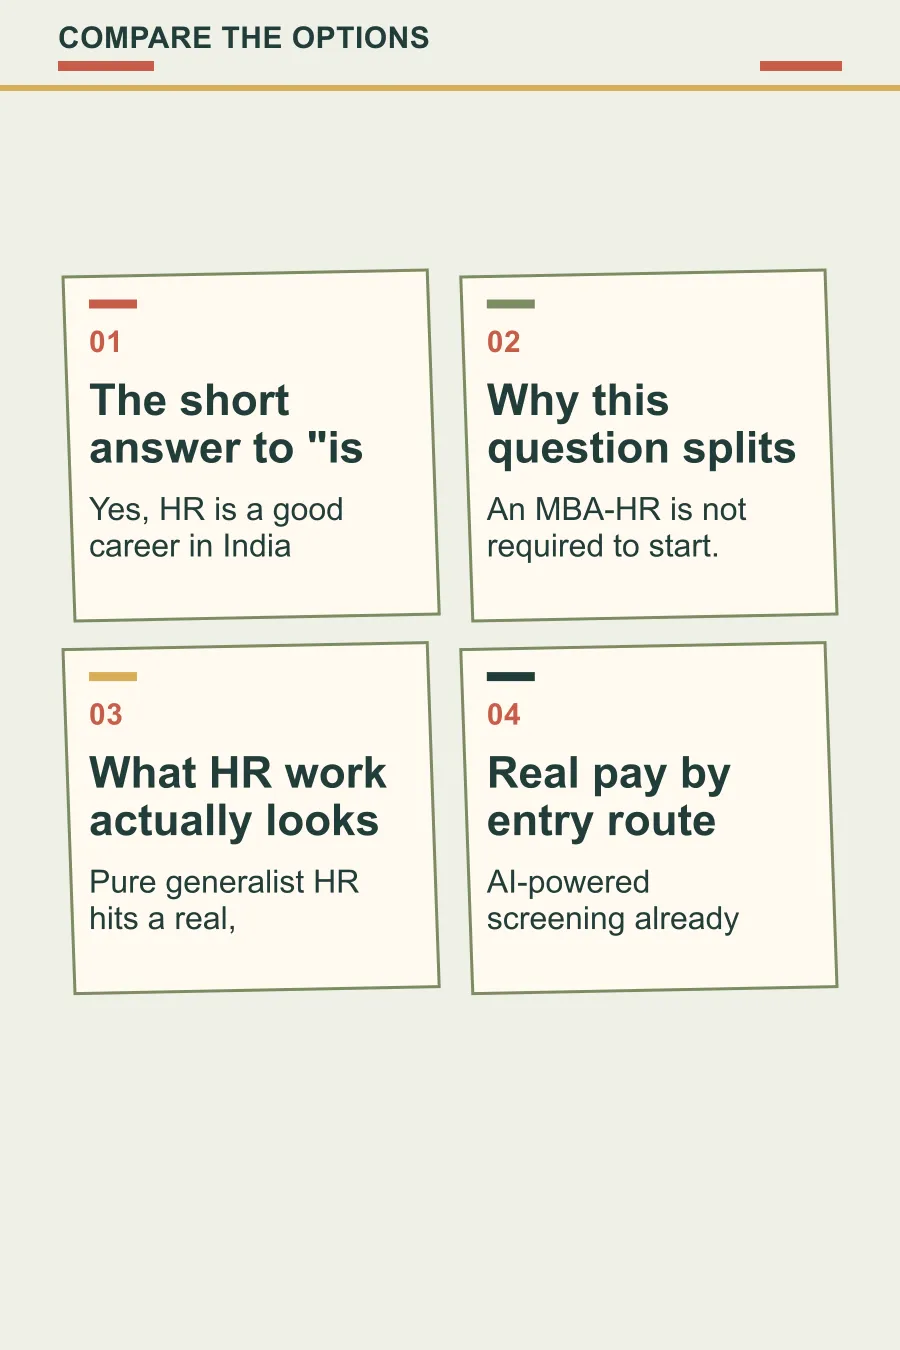 COMPARE THE OPTIONS
01
The short
answer to "is
Yes, HR is a good
career in India
02
Why this
question splits
An MBA-HR is not
required to start.
03
What HR work
actually looks
Pure generalist HR
hits a real,
04
Real pay by
entry route
AI-powered
screening already